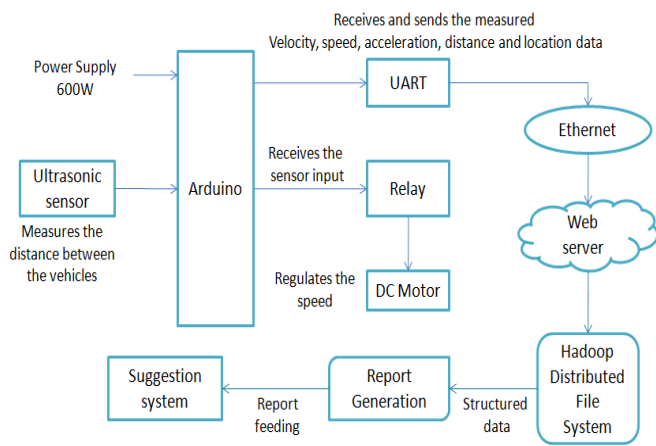 Receives and sends the measured
Velocity, speed, acceleration, distance and location data
Power Supply
600W
UART
Ethernet
Ultrasonic
sensor
Arduino
Receives the
sensor input
Relay
Web
server
Measures the
distance between
the vehicles
Regulates the
speed
DC Motor
Suggestion
system
Report
feeding
Report
Generation
Structured
data
Hadoop
Distributed
File
System